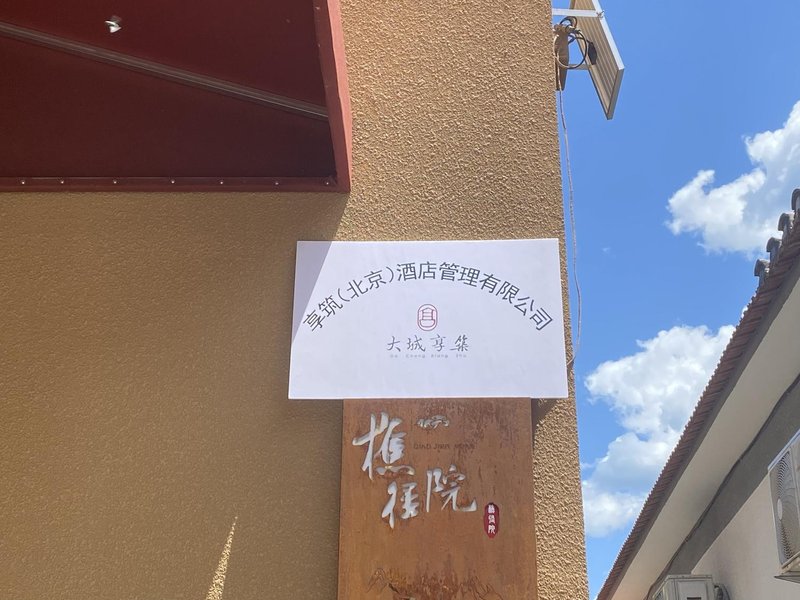 享筑(北京)酒店管理有限公司
大城享築
Da Cheng Xiang Zhu
樵径院